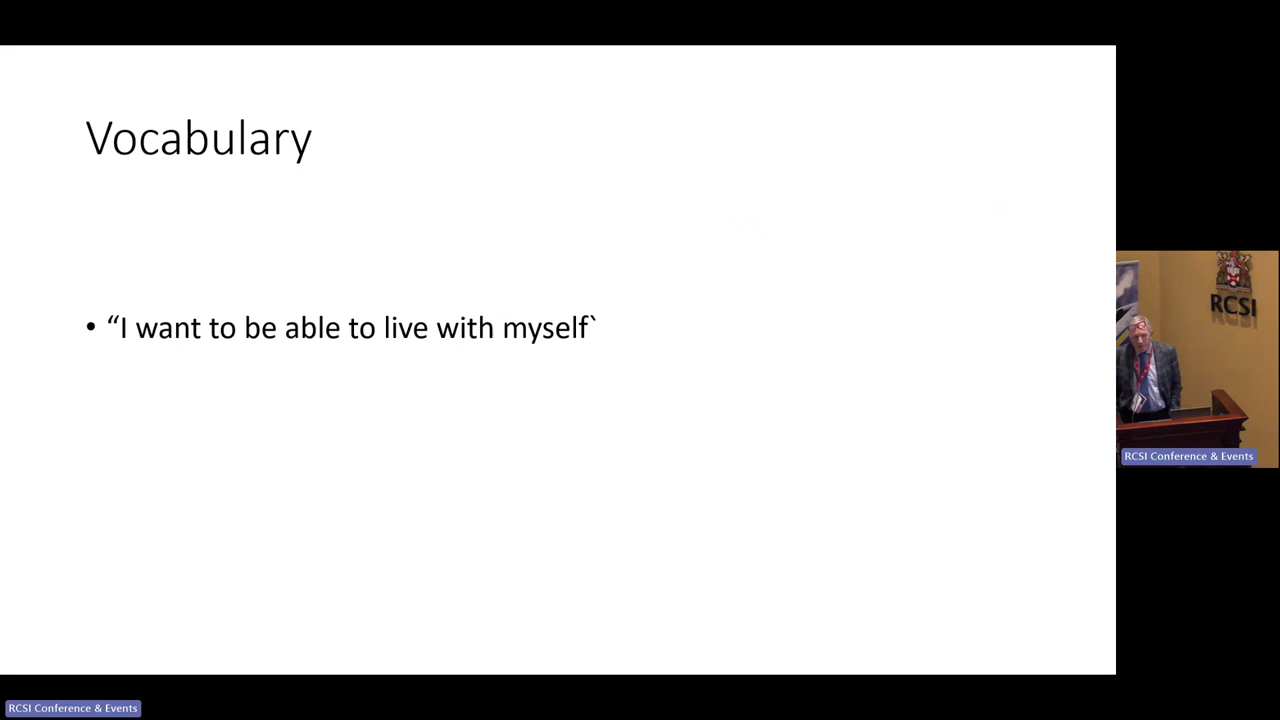 Vocabulary
• “I want to be able to live with myself`
RCSI
RCSI Conference & Events
RCSI Conference & Events